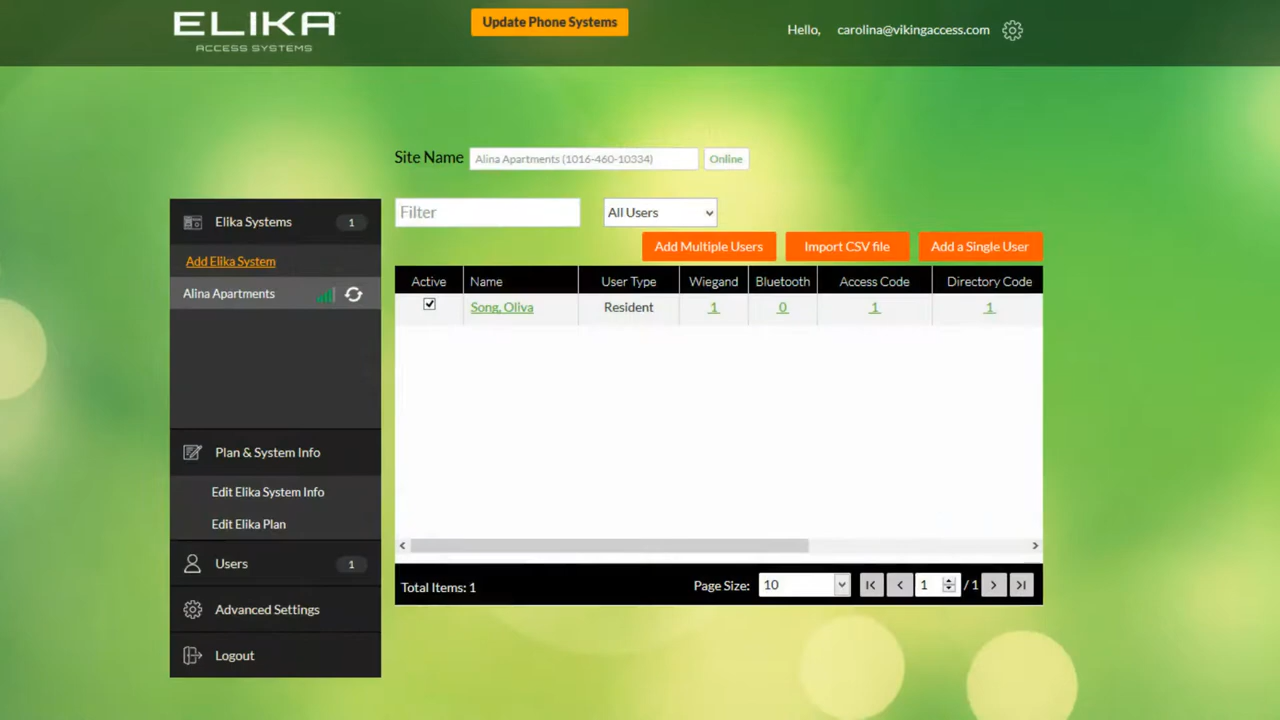 ELIKA
ACCESS SYSTEMS
Update Phone Systems
Hello, carolina@vikingaccess.com
Site Name Alina Apartments (1016-460-10334) Online
Elika Systems 1
Add Elika System
Alina Apartments
Filter
All Users
Add Multiple Users Import CSV file Add a Single User
Active Name User Type Wiegand Bluetooth Access Code Directory Code
Song, Oliva Resident 1 0 1 1
Plan & System Info
Edit Elika System Info
Edit Elika Plan
Users 1
Advanced Settings
Logout
Total Items: 1 Page Size: 10 1 / 1